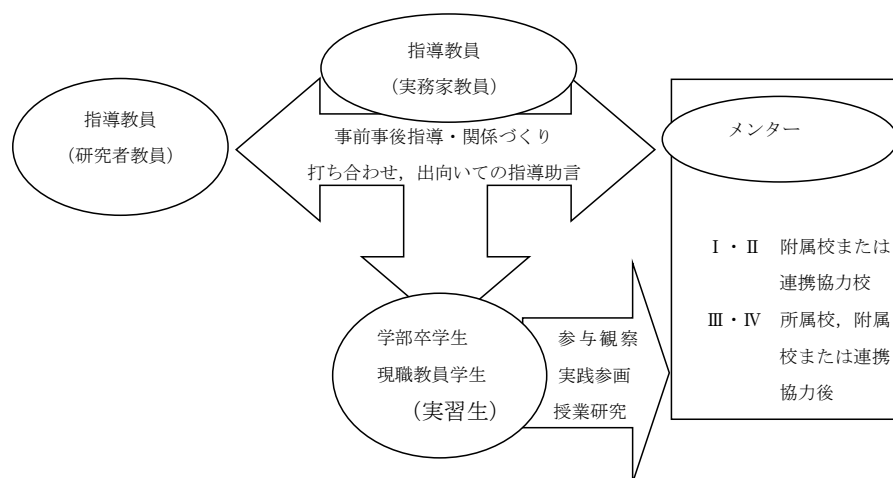 指導教員
(実務家教員)
指導教員
(研究者教員)
事前事後指導・関係づくり
打ち合わせ，出向いての指導助言
メンター
Ⅰ・Ⅱ 附属校または
連携協力校
Ⅲ・Ⅳ 所属校，附属
校または連携
協力後
学部卒学生
現職教員学生
(実習生)
参与観察
実践参画
授業研究